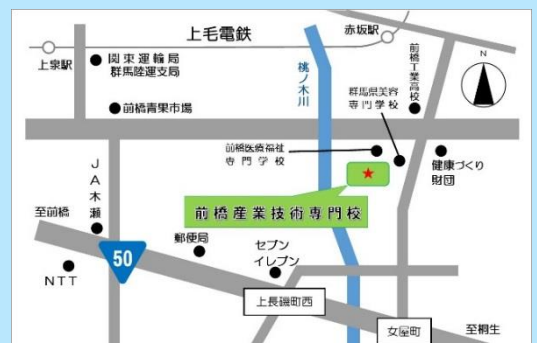 上毛電鉄
赤坂駅
上泉駅
関東運輸局
群馬陸運支局
桃ノ木川
前橋工業高校
N
群馬県美容
専門学校
前橋青果市場
前橋医療福祉
専門学校
健康づくり
財団
JA木瀬
前橋産業技術専門校
至前橋
郵便局
セブン
イレブン
50
NTT
上長磯町西
女屋町
至桐生